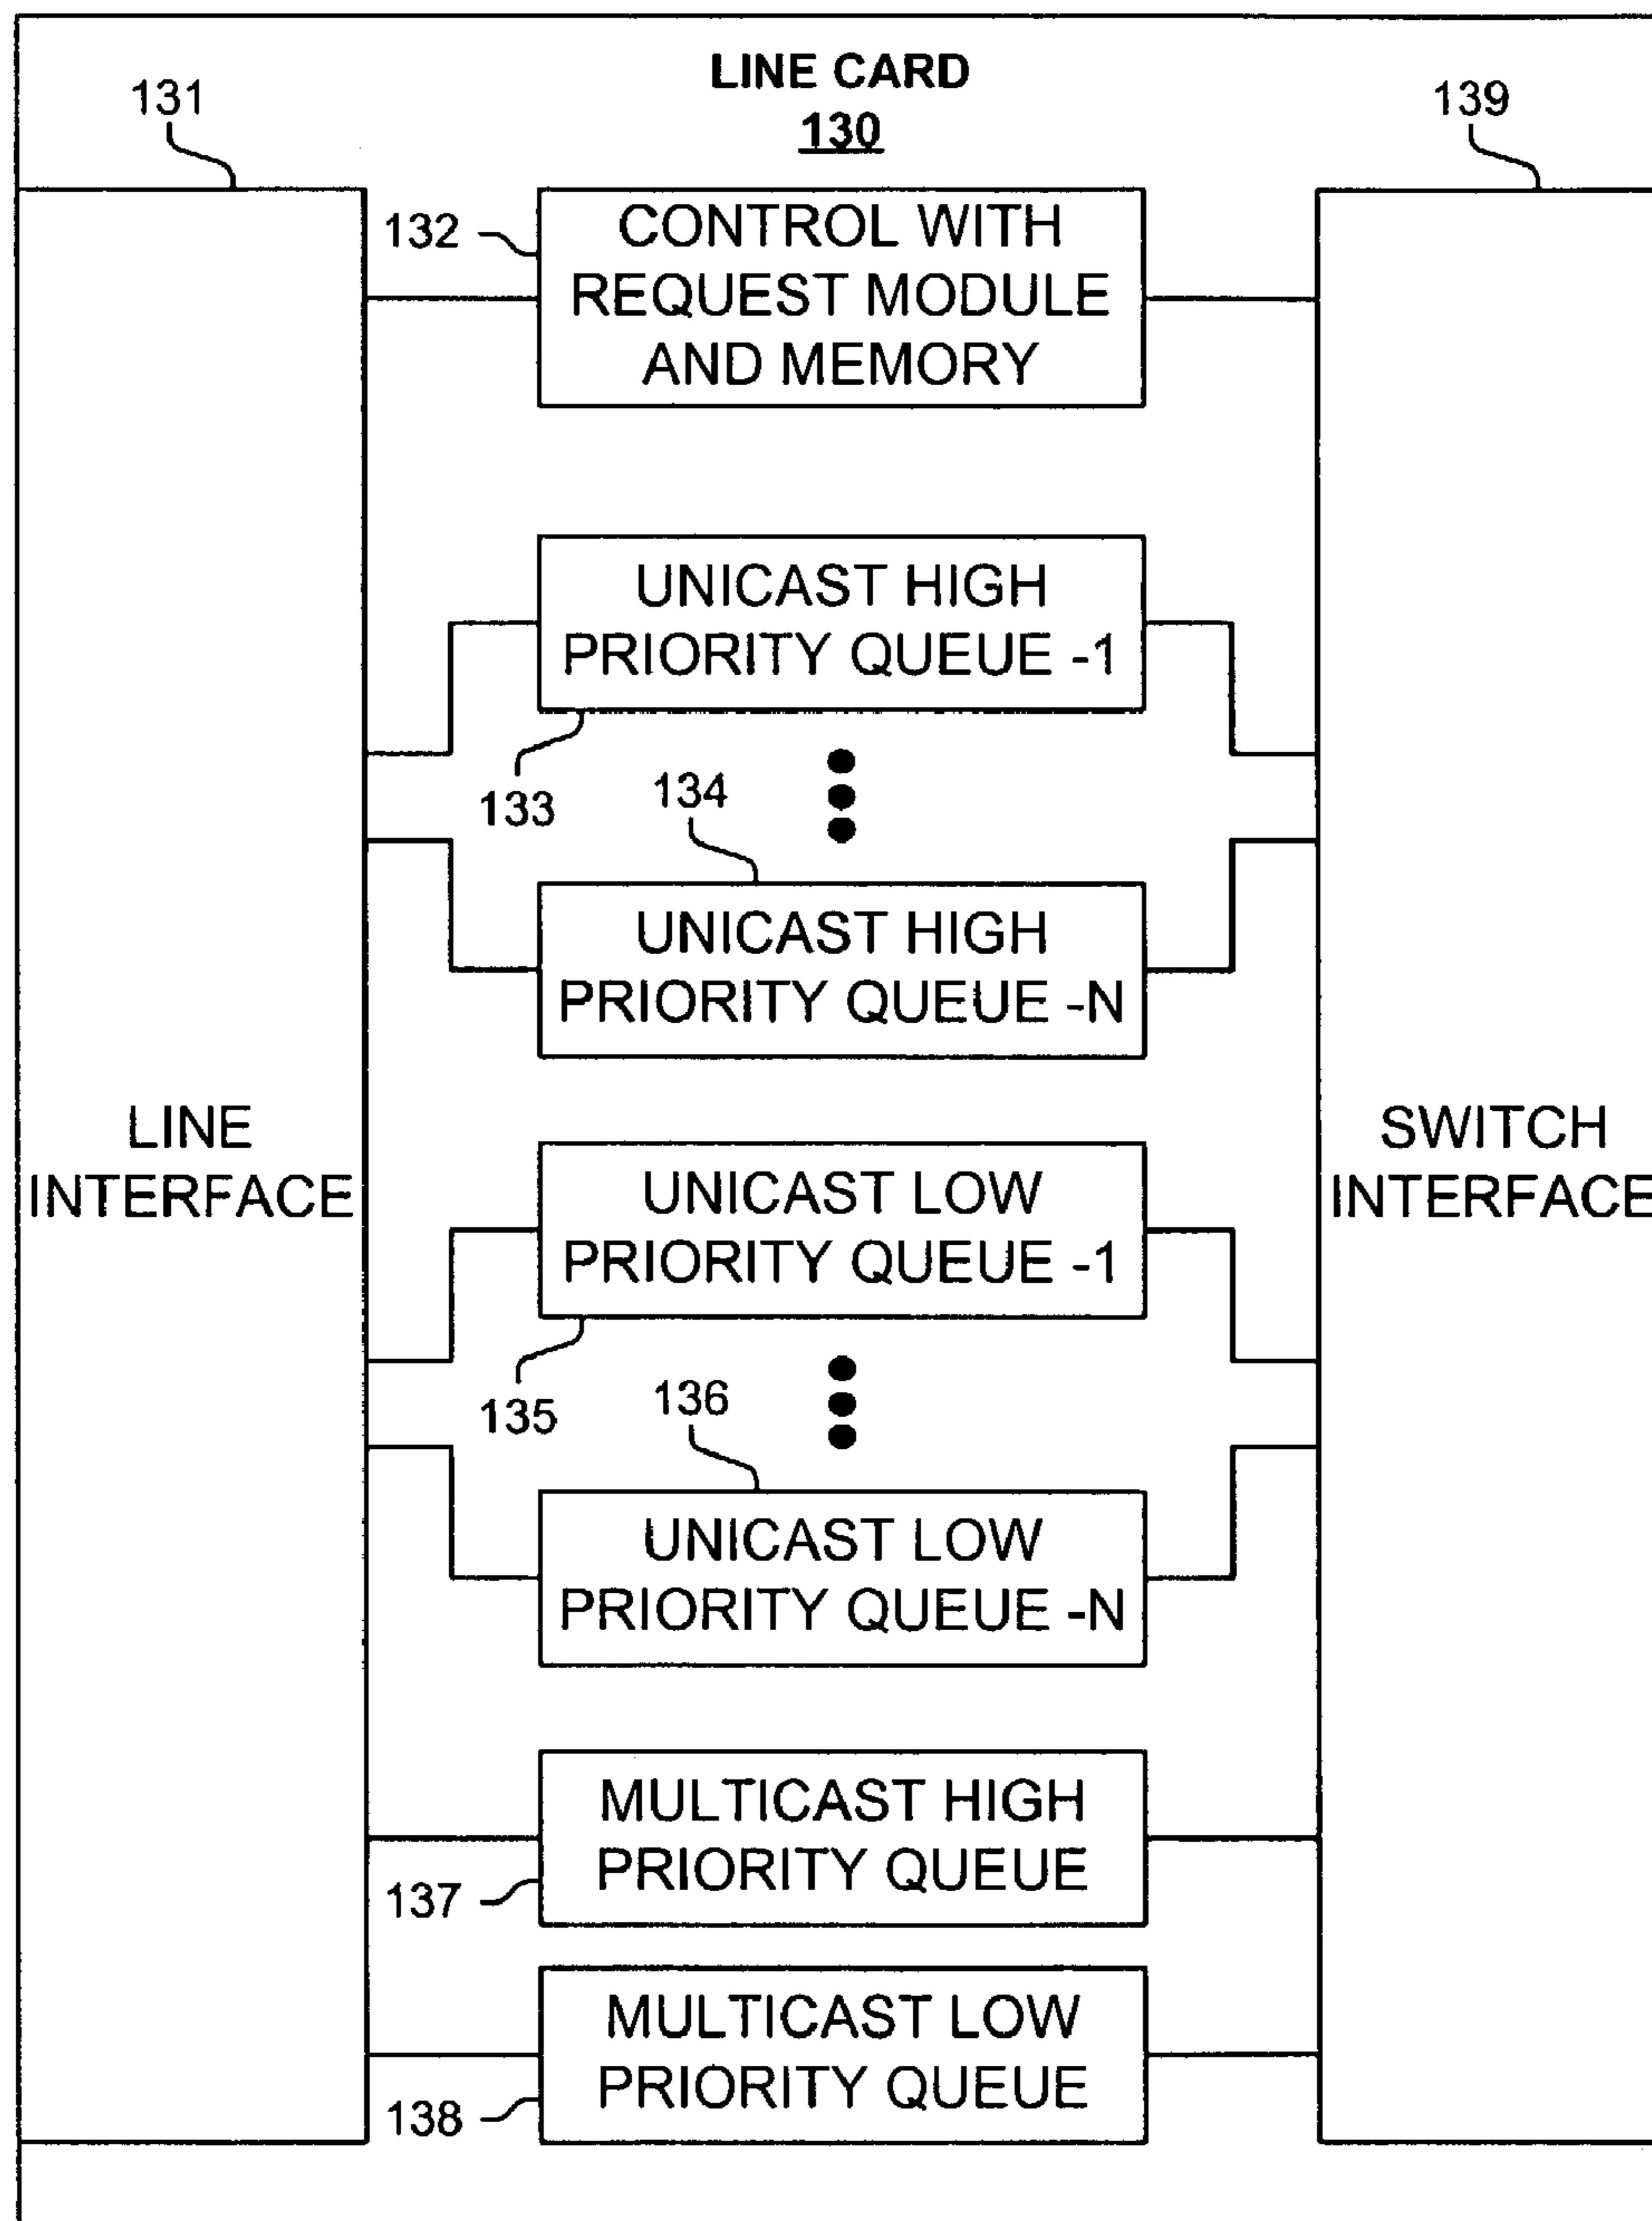 LINE CARD
130
131
139
132
CONTROL WITH
REQUEST MODULE
AND MEMORY
UNICAST HIGH
PRIORITY QUEUE -1
133
134
UNICAST HIGH
PRIORITY QUEUE -N
LINE
INTERFACE
SWITCH
INTERFACE
UNICAST LOW
PRIORITY QUEUE -1
135
136
UNICAST LOW
PRIORITY QUEUE -N
MULTICAST HIGH
PRIORITY QUEUE
137
MULTICAST LOW
PRIORITY QUEUE
138